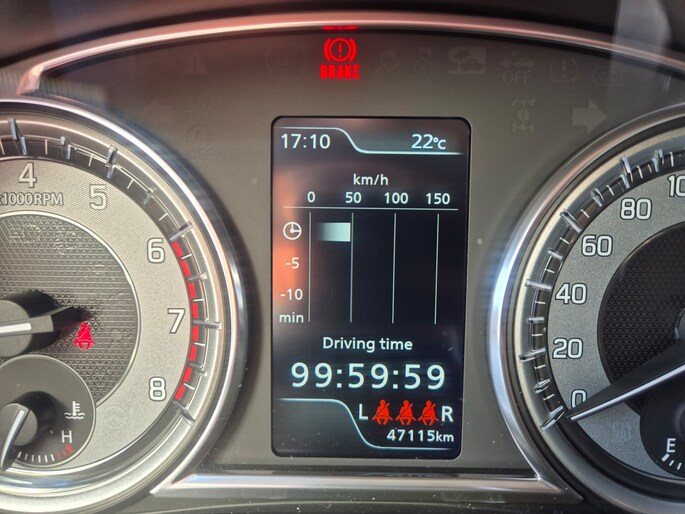 BRAKE
OFF
17:10 22°C
km/h
0 50 100 150
-5
-10
min
Driving time
99:59:59
L R
47115km
4 5 6 7 8
x1000RPM
H
0 20 40 60 80
E